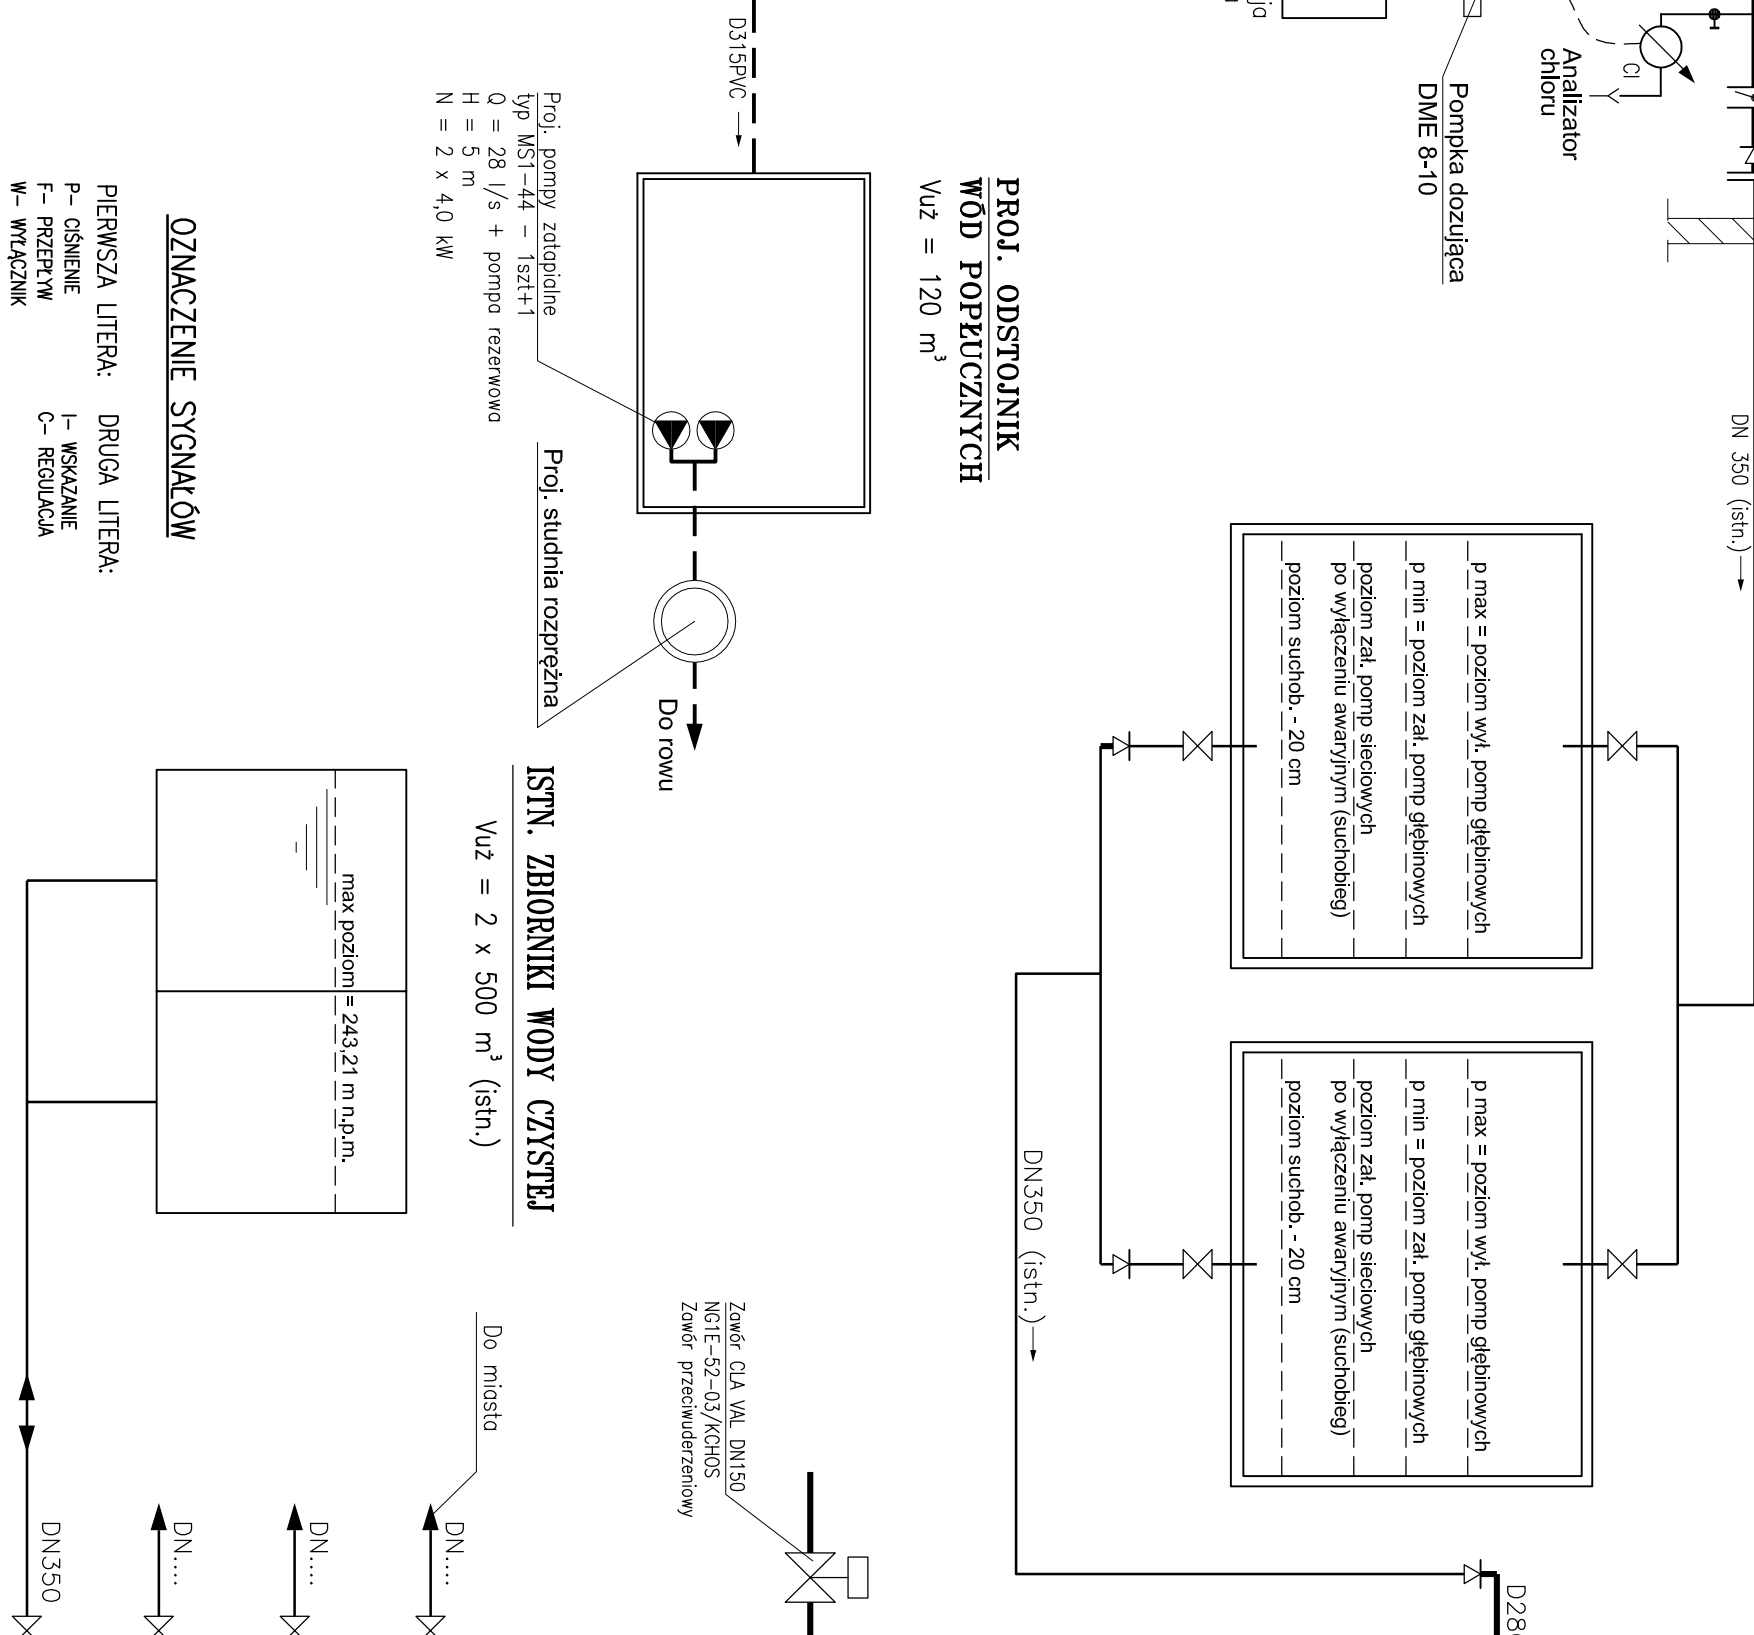 Analizator
chloru
Cl
Pompka dozująca
DME 8-10
DN 350 (istn.)
D315PVC
PROJ. ODSTOJNIK
WÓD POPŁUCZNYCH
Vuż = 120 m³
Proj. pompy zatapialne
typ MS1-44 - 1szt+1
Q = 28 l/s + pompa rezerwowa
H = 5 m
N = 2 x 4,0 kW
Proj. studnia rozprężna
Do rowu
p max = poziom wył. pomp głębinowych
p min = poziom zał. pomp głębinowych
poziom zał. pomp sieciowych
po wyłączeniu awaryjnym (suchobieg)
poziom suchob. - 20 cm
p max = poziom wył. pomp głębinowych
p min = poziom zał. pomp głębinowych
poziom zał. pomp sieciowych
po wyłączeniu awaryjnym (suchobieg)
poziom suchob. - 20 cm
DN350 (istn.)
D28
OZNACZENIE SYGNAŁÓW
PIERWSZA LITERA: DRUGA LITERA:
P- CIŚNIENIE I- WSKAZANIE
F- PRZEPŁYW C- REGULACJA
W- WYŁĄCZNIK
ISTN. ZBIORNIKI WODY CZYSTEJ
Vuż = 2 x 500 m³ (istn.)
max poziom = 243,21 m n.p.m.
Zawór CLA VAL DN150
NG1E-52-03/KCHOS
Zawór przeciwuderzeniowy
Do miasta
DN....
DN....
DN....
DN350